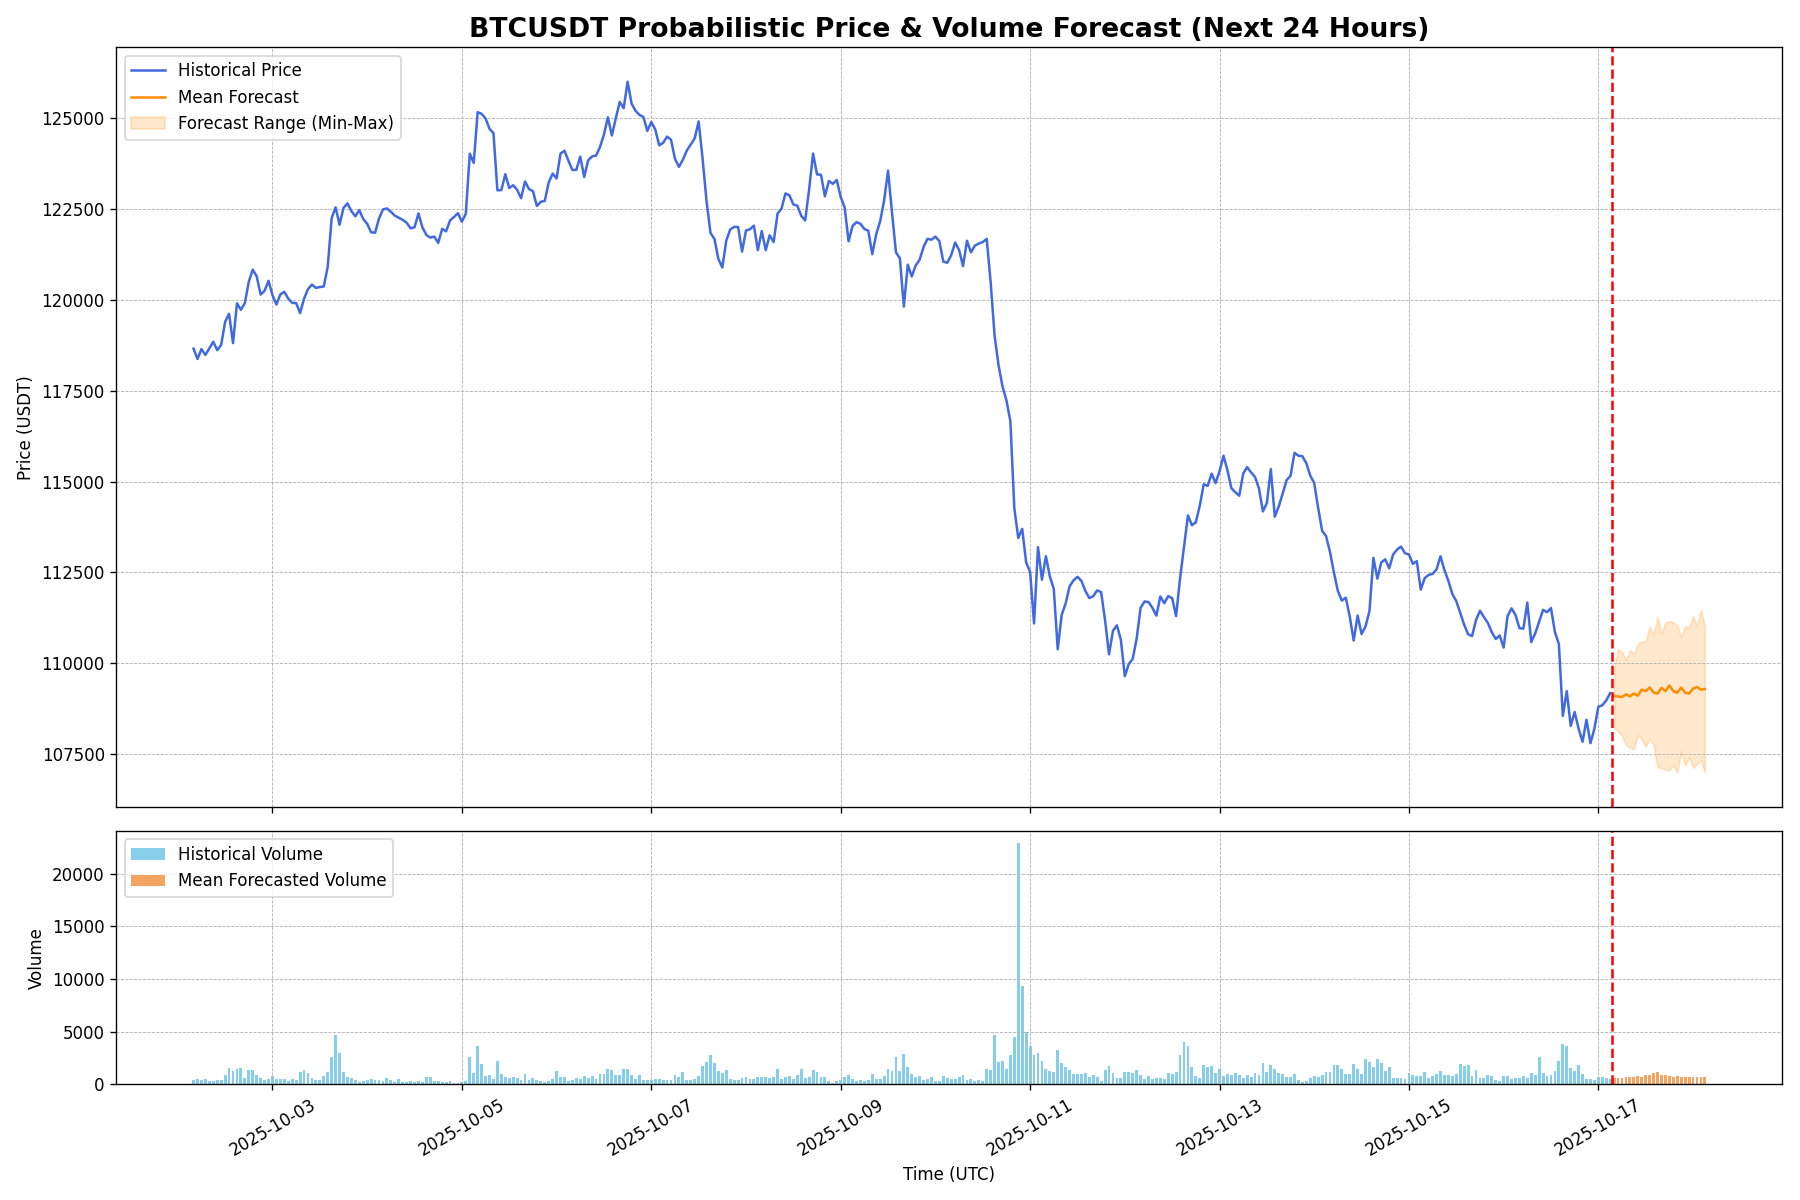 BTCUSDT Probabilistic Price & Volume Forecast (Next 24 Hours)
Historical Price
Mean Forecast
Forecast Range (Min-Max)
Price (USDT)
125000
122500
120000
117500
115000
112500
110000
107500
Historical Volume
Mean Forecasted Volume
Volume
20000
15000
10000
5000
0
2025-10-03
2025-10-05
2025-10-07
2025-10-09
2025-10-11
2025-10-13
2025-10-15
2025-10-17
Time (UTC)